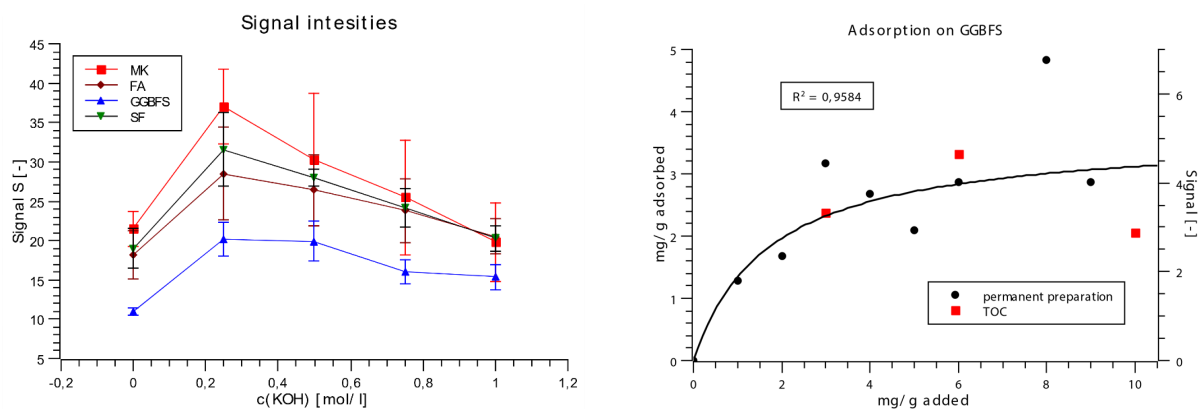 Signal intesities
45
40
35
30
25
20
15
10
5
Signal S [-]
MK
FA
GGBFS
SF
-0,2
0
0,2
0,4
0,6
0,8
1
1,2
c(KOH) [mol/l]
Adsorption on GGBFS
5
4
3
2
1
0
mg/g adsorbed
R² = 0,9584
6
4
2
0
Signal [-]
permanent preparation
TOC
0
2
4
6
8
10
mg/g added